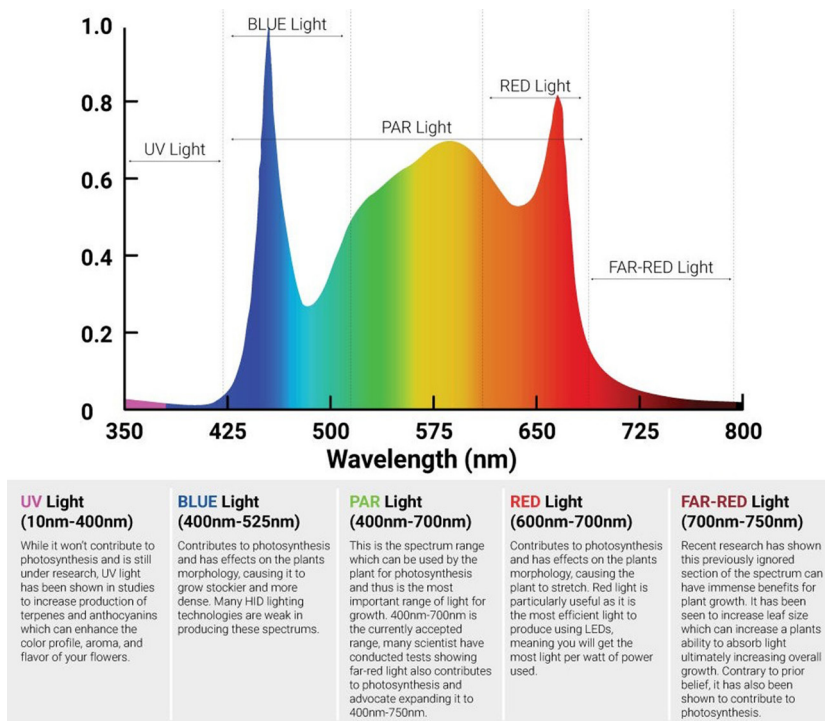 1.0
0.8
0.6
0.4
0.2
0
BLUE Light
RED Light
PAR Light
UV Light
FAR-RED Light
350 425 500 575 650 725 800
Wavelength (nm)
UV Light
(10nm-400nm)
While it won't contribute to
photosynthesis and is still
under research, UV light
has been shown in studies
to increase production of
terpenes and anthocyanins
which can enhance the
color profile, aroma, and
flavor of your flowers.
BLUE Light
(400nm-525nm)
Contributes to photosynthesis
and has effects on the plants
morphology, causing it to
grow stockier and more
dense. Many HID lighting
technologies are weak in
producing these spectrums.
PAR Light
(400nm-700nm)
This is the spectrum range
which can be used by the
plant for photosynthesis
and thus is the most
important range of light for
growth. 400nm-700nm is
the currently accepted
range, many scientist have
conducted tests showing
far-red light also contributes
to photosynthesis and
advocate expanding it to
400nm-750nm.
RED Light
(600nm-700nm)
Contributes to photosynthesis
and has effects on the plants
morphology, causing the
plant to stretch. Red light is
particularly useful as it is
the most efficient light to
produce using LEDs,
meaning you will get the
most light per watt of power
used.
FAR-RED Light
(700nm-750nm)
Recent research has shown
this previously ignored
section of the spectrum can
have immense benefits for
plant growth. It has been
seen to increase leaf size
which can increase a plants
ability to absorb light
ultimately increasing overall
growth. Contrary to prior
belief, it has also been
shown to contribute to
photosynthesis.